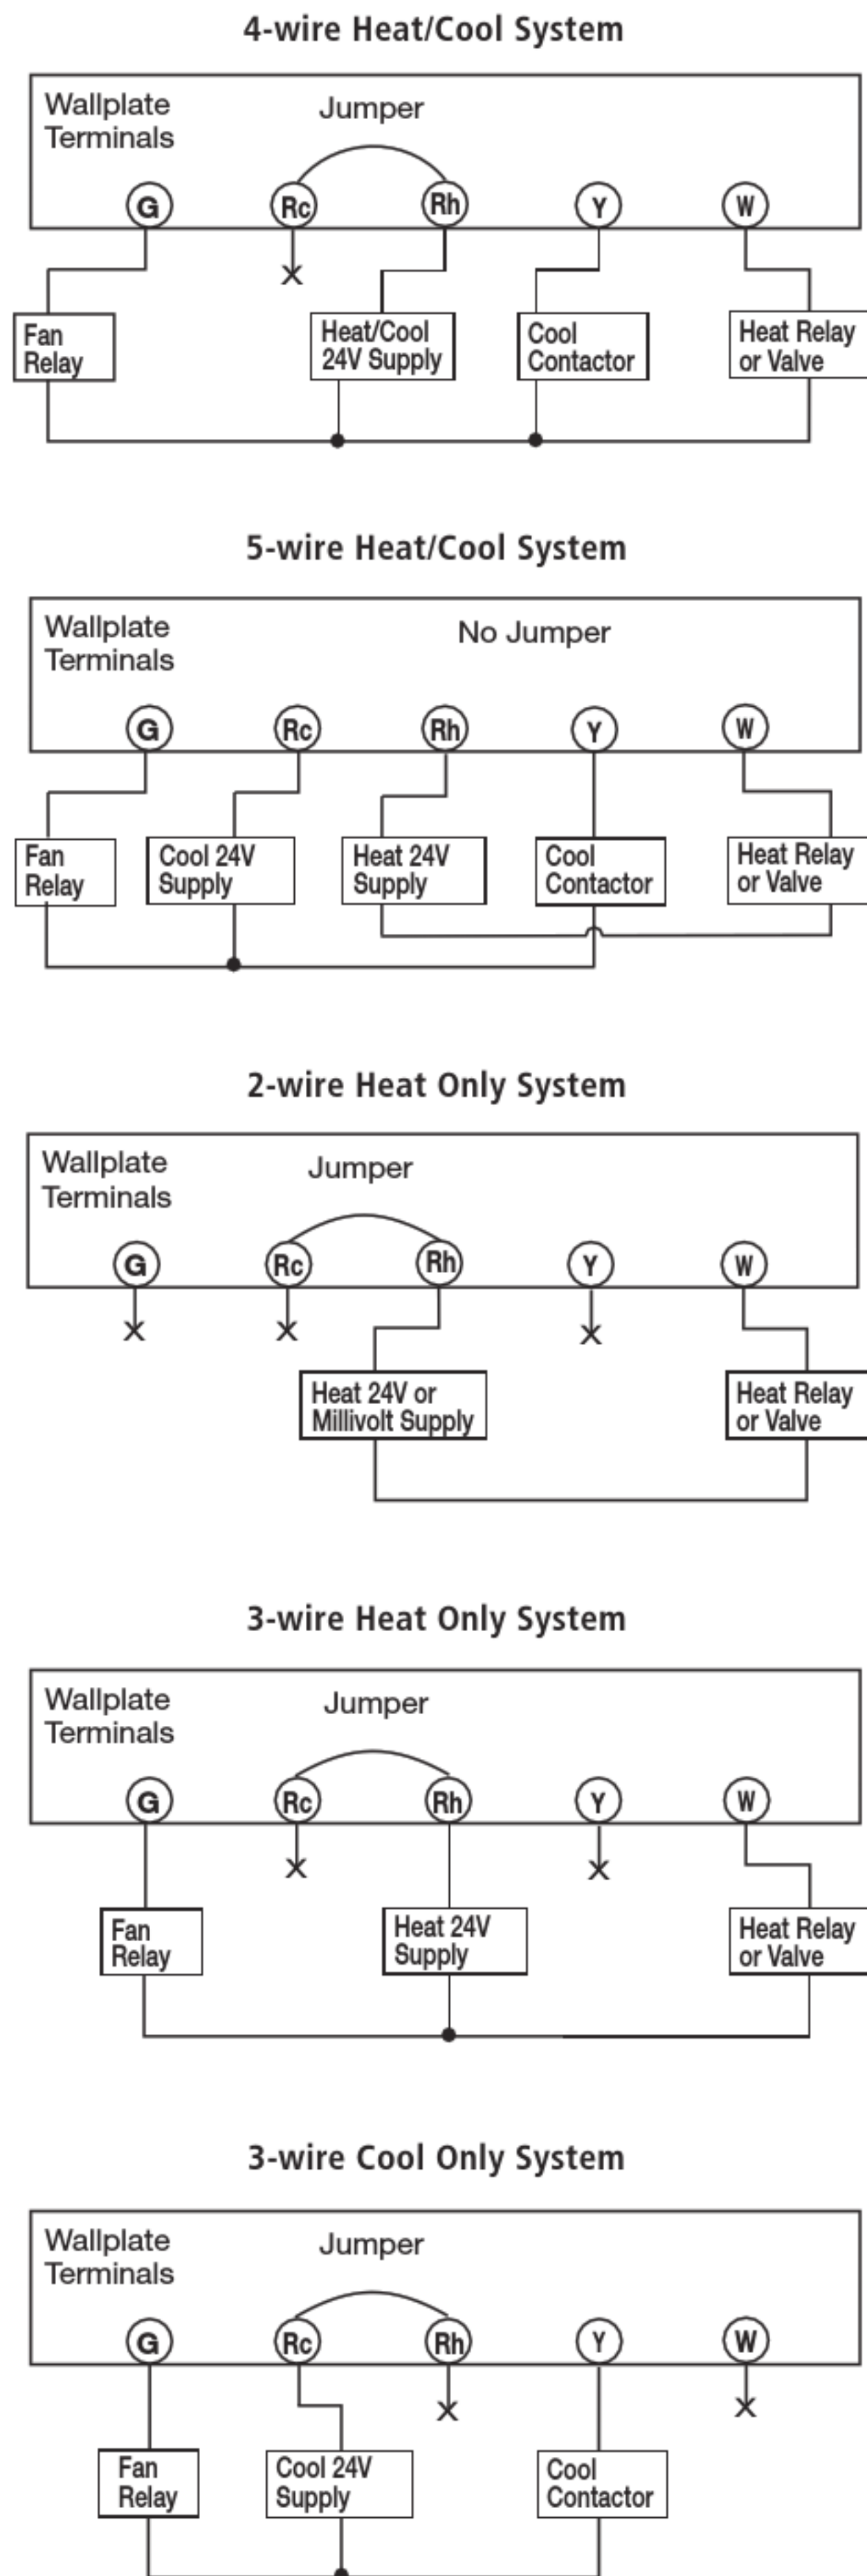 4-wire Heat/Cool System
Wallplate
Terminals
Jumper
G
Rc
Rh
Y
W
X
Fan
Relay
Heat/Cool
24V Supply
Cool
Contactor
Heat Relay
or Valve
5-wire Heat/Cool System
Wallplate
Terminals
No Jumper
G
Rc
Rh
Y
W
Fan
Relay
Cool 24V
Supply
Heat 24V
Supply
Cool
Contactor
Heat Relay
or Valve
2-wire Heat Only System
Wallplate
Terminals
Jumper
G
Rc
Rh
Y
W
X
X
X
Heat 24V or
Millivolt Supply
Heat Relay
or Valve
3-wire Heat Only System
Wallplate
Terminals
Jumper
G
Rc
Rh
Y
W
X
X
Fan
Relay
Heat 24V
Supply
Heat Relay
or Valve
3-wire Cool Only System
Wallplate
Terminals
Jumper
G
Rc
Rh
Y
W
X
X
Fan
Relay
Cool 24V
Supply
Cool
Contactor